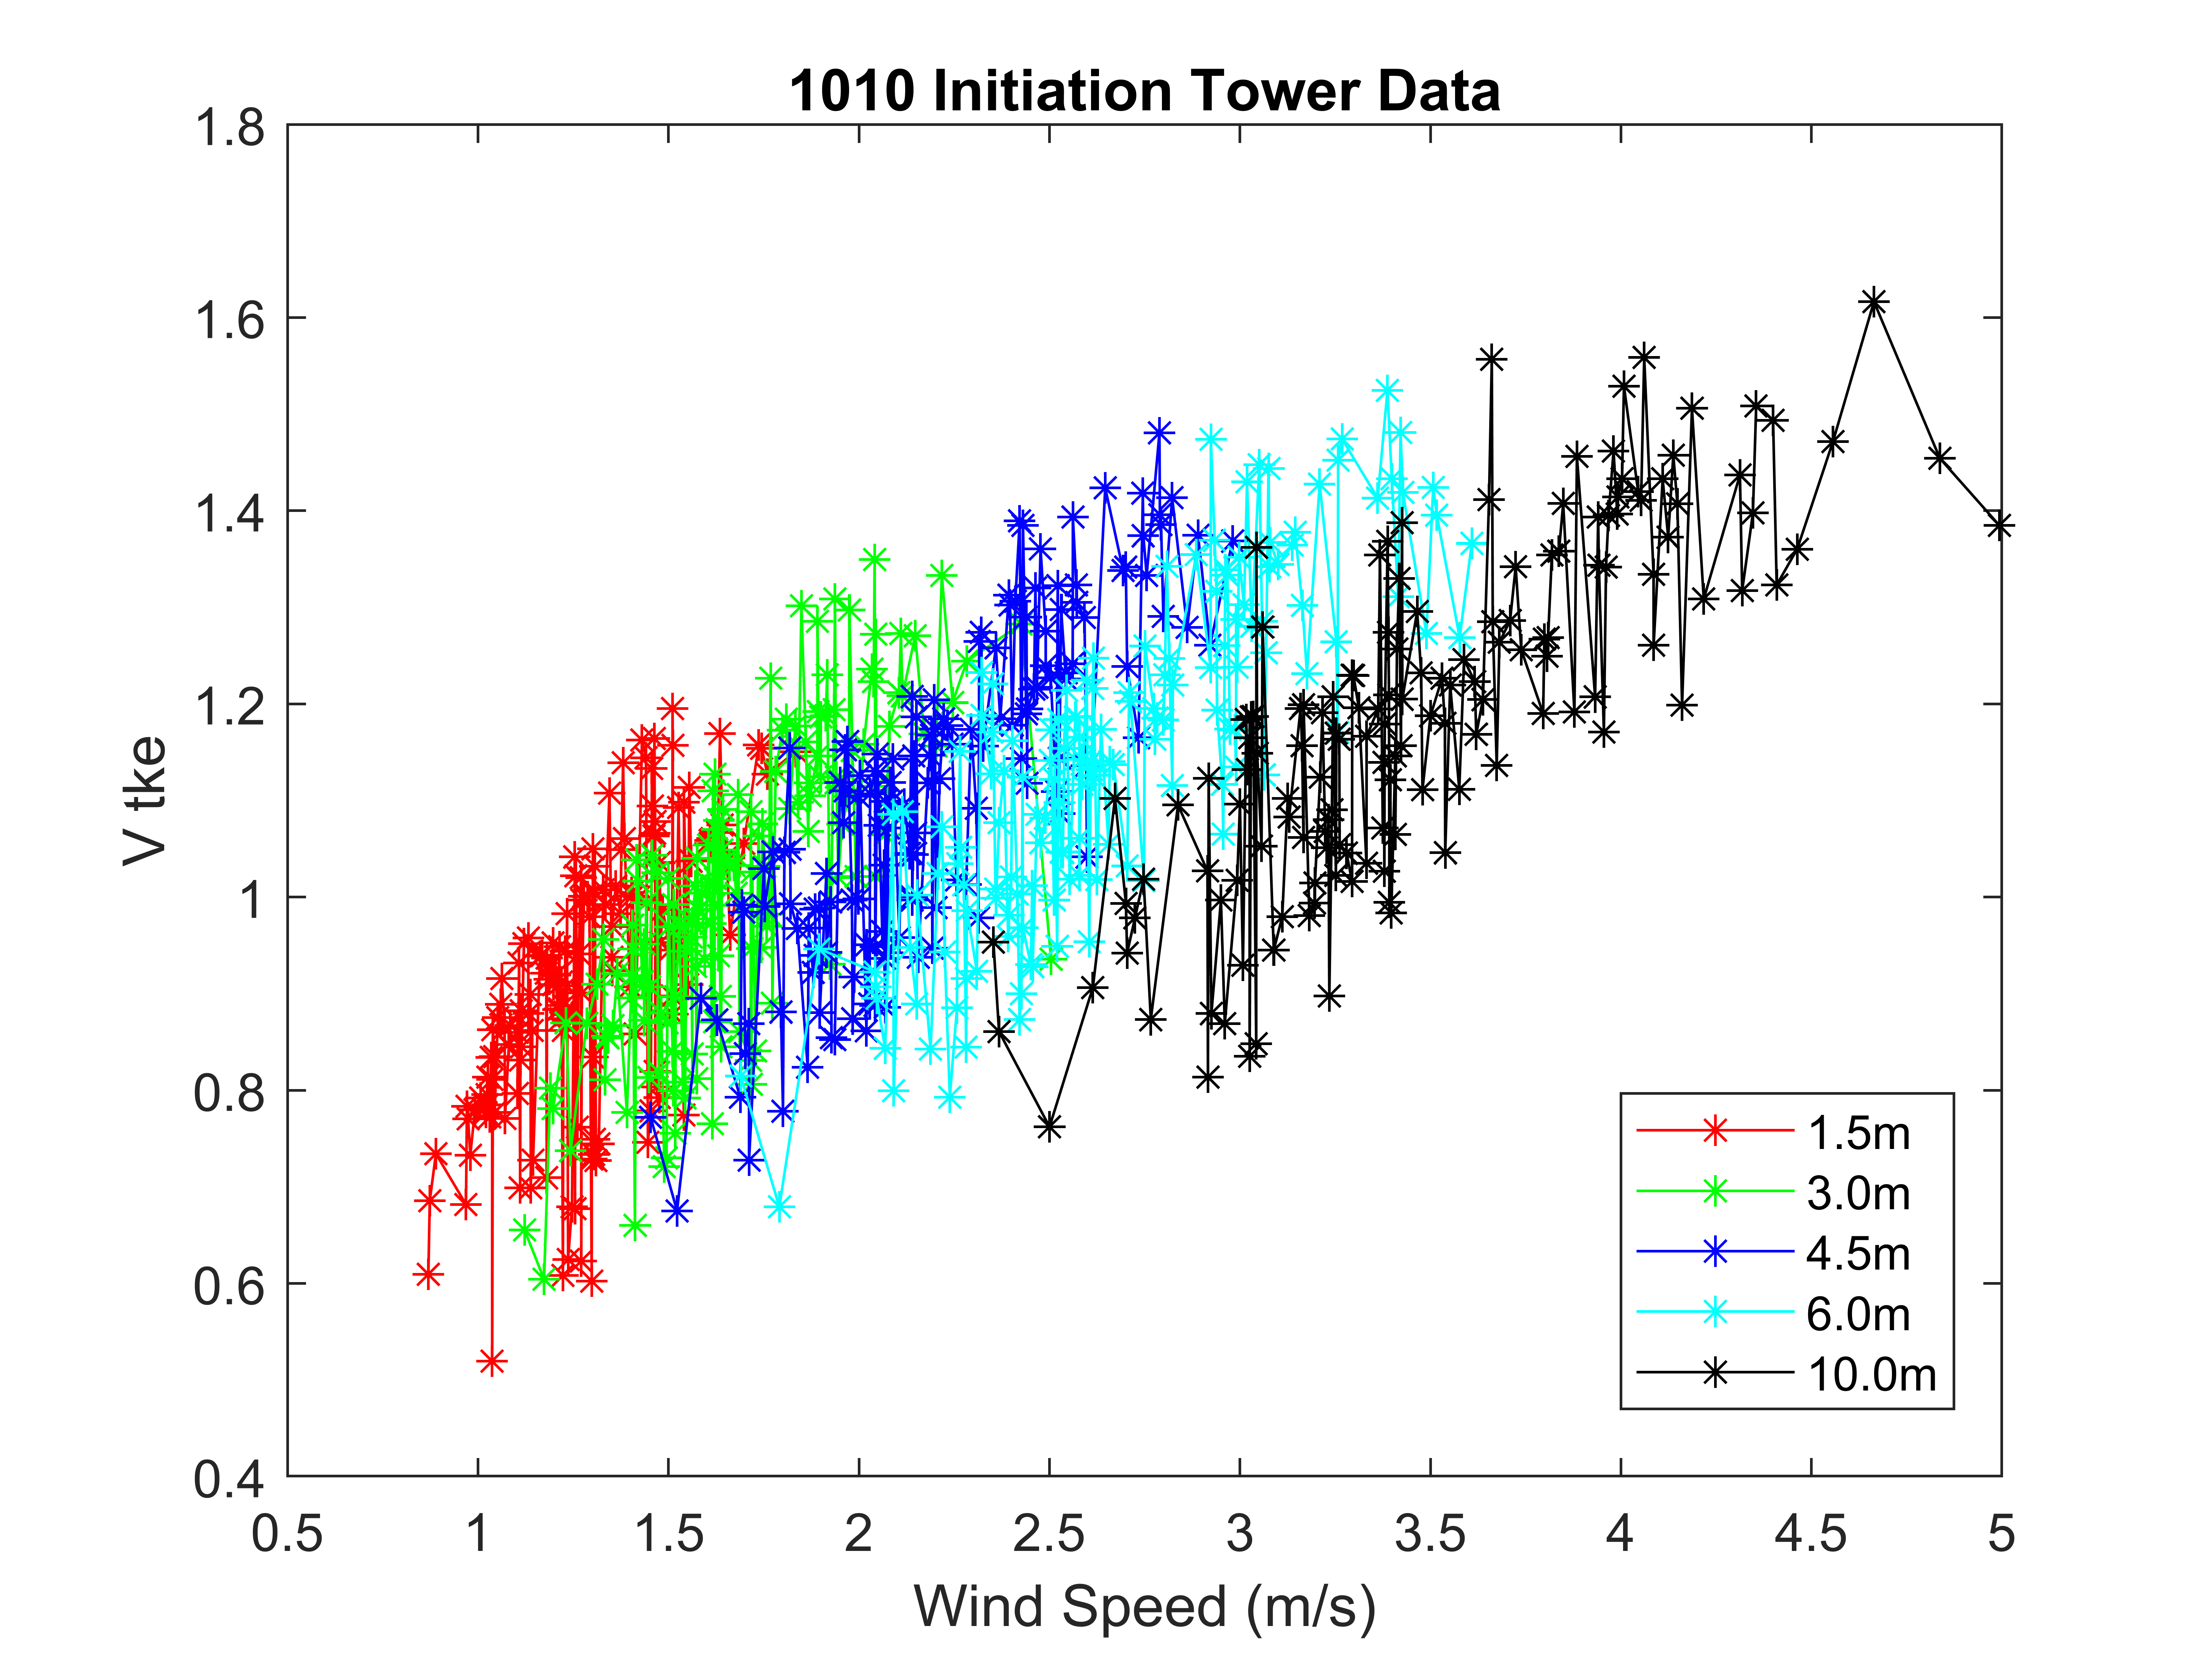 1010 Initiation Tower Data
1.8
1.6
1.4
1.2
1
0.8
0.6
0.4
V tke
0.5 1 1.5 2 2.5 3 3.5 4 4.5 5
Wind Speed (m/s)
1.5m
3.0m
4.5m
6.0m
10.0m